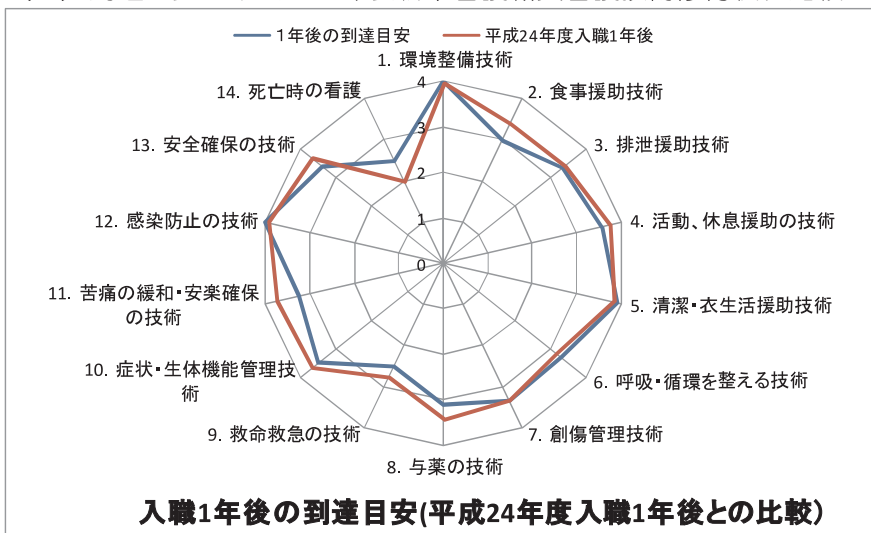 1年後の到達目安 平成24年度入職1年後
1. 環境整備技術
2. 食事援助技術
3. 排泄援助技術
4. 活動、休息援助の技術
5. 清潔・衣生活援助技術
6. 呼吸・循環を整える技術
7. 創傷管理技術
8. 与薬の技術
9. 救命救急の技術
10. 症状・生体機能管理技
術
11. 苦痛の緩和・安楽確保
の技術
12. 感染防止の技術
13. 安全確保の技術
14. 死亡時の看護
4
3
2
1
0
入職1年後の到達目安(平成24年度入職1年後との比較)